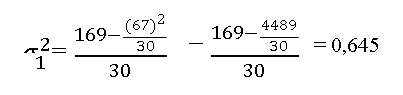 σ₁² = (169−(67)²/30)/30 − (169−4489/30)/30 = 0,645